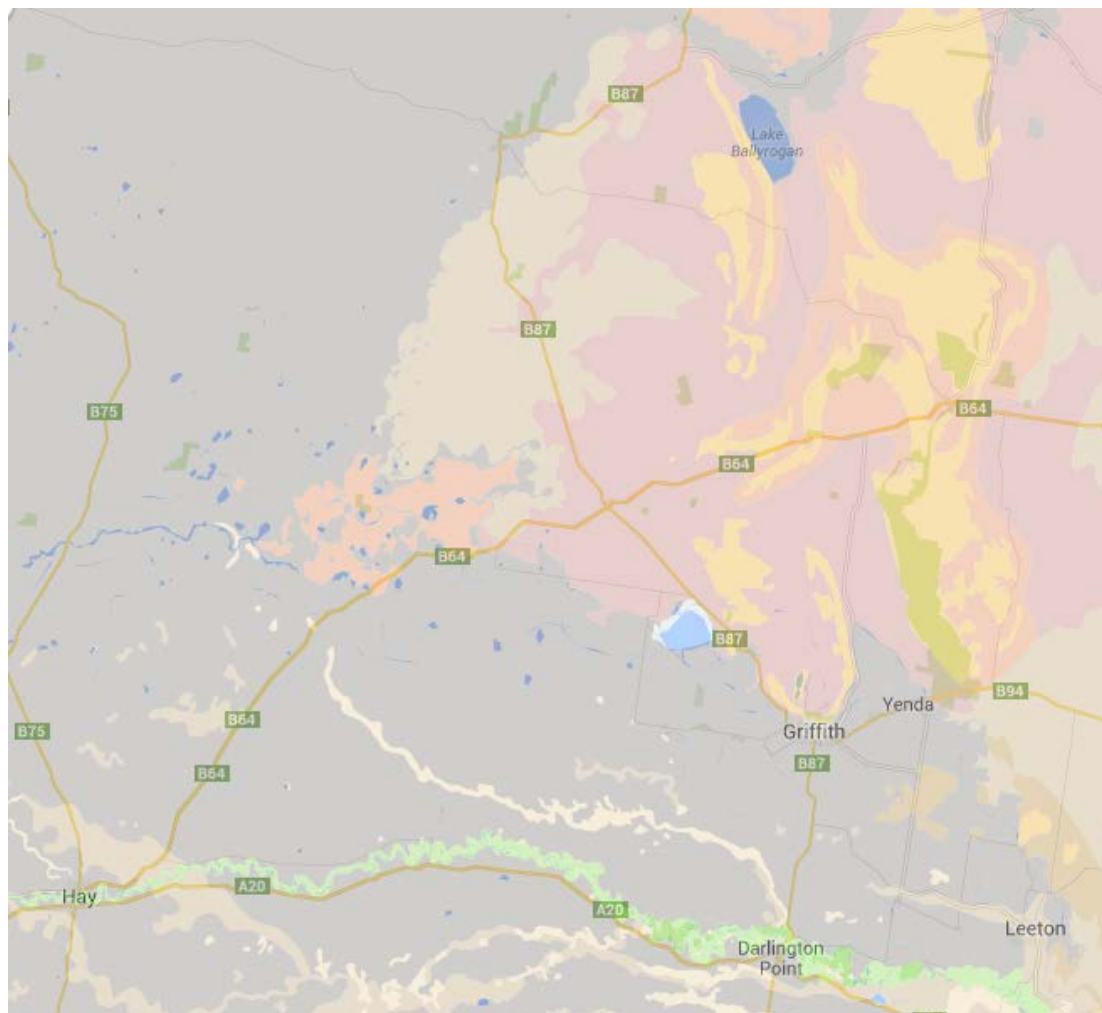 B87
Lake
Ballyrogan
B87
B75
B64
B64
B64
B87
B94
Yenda
B64
B75
Griffith
B87
B64
Hay
A20
A20
Leeton
Darlington
Point